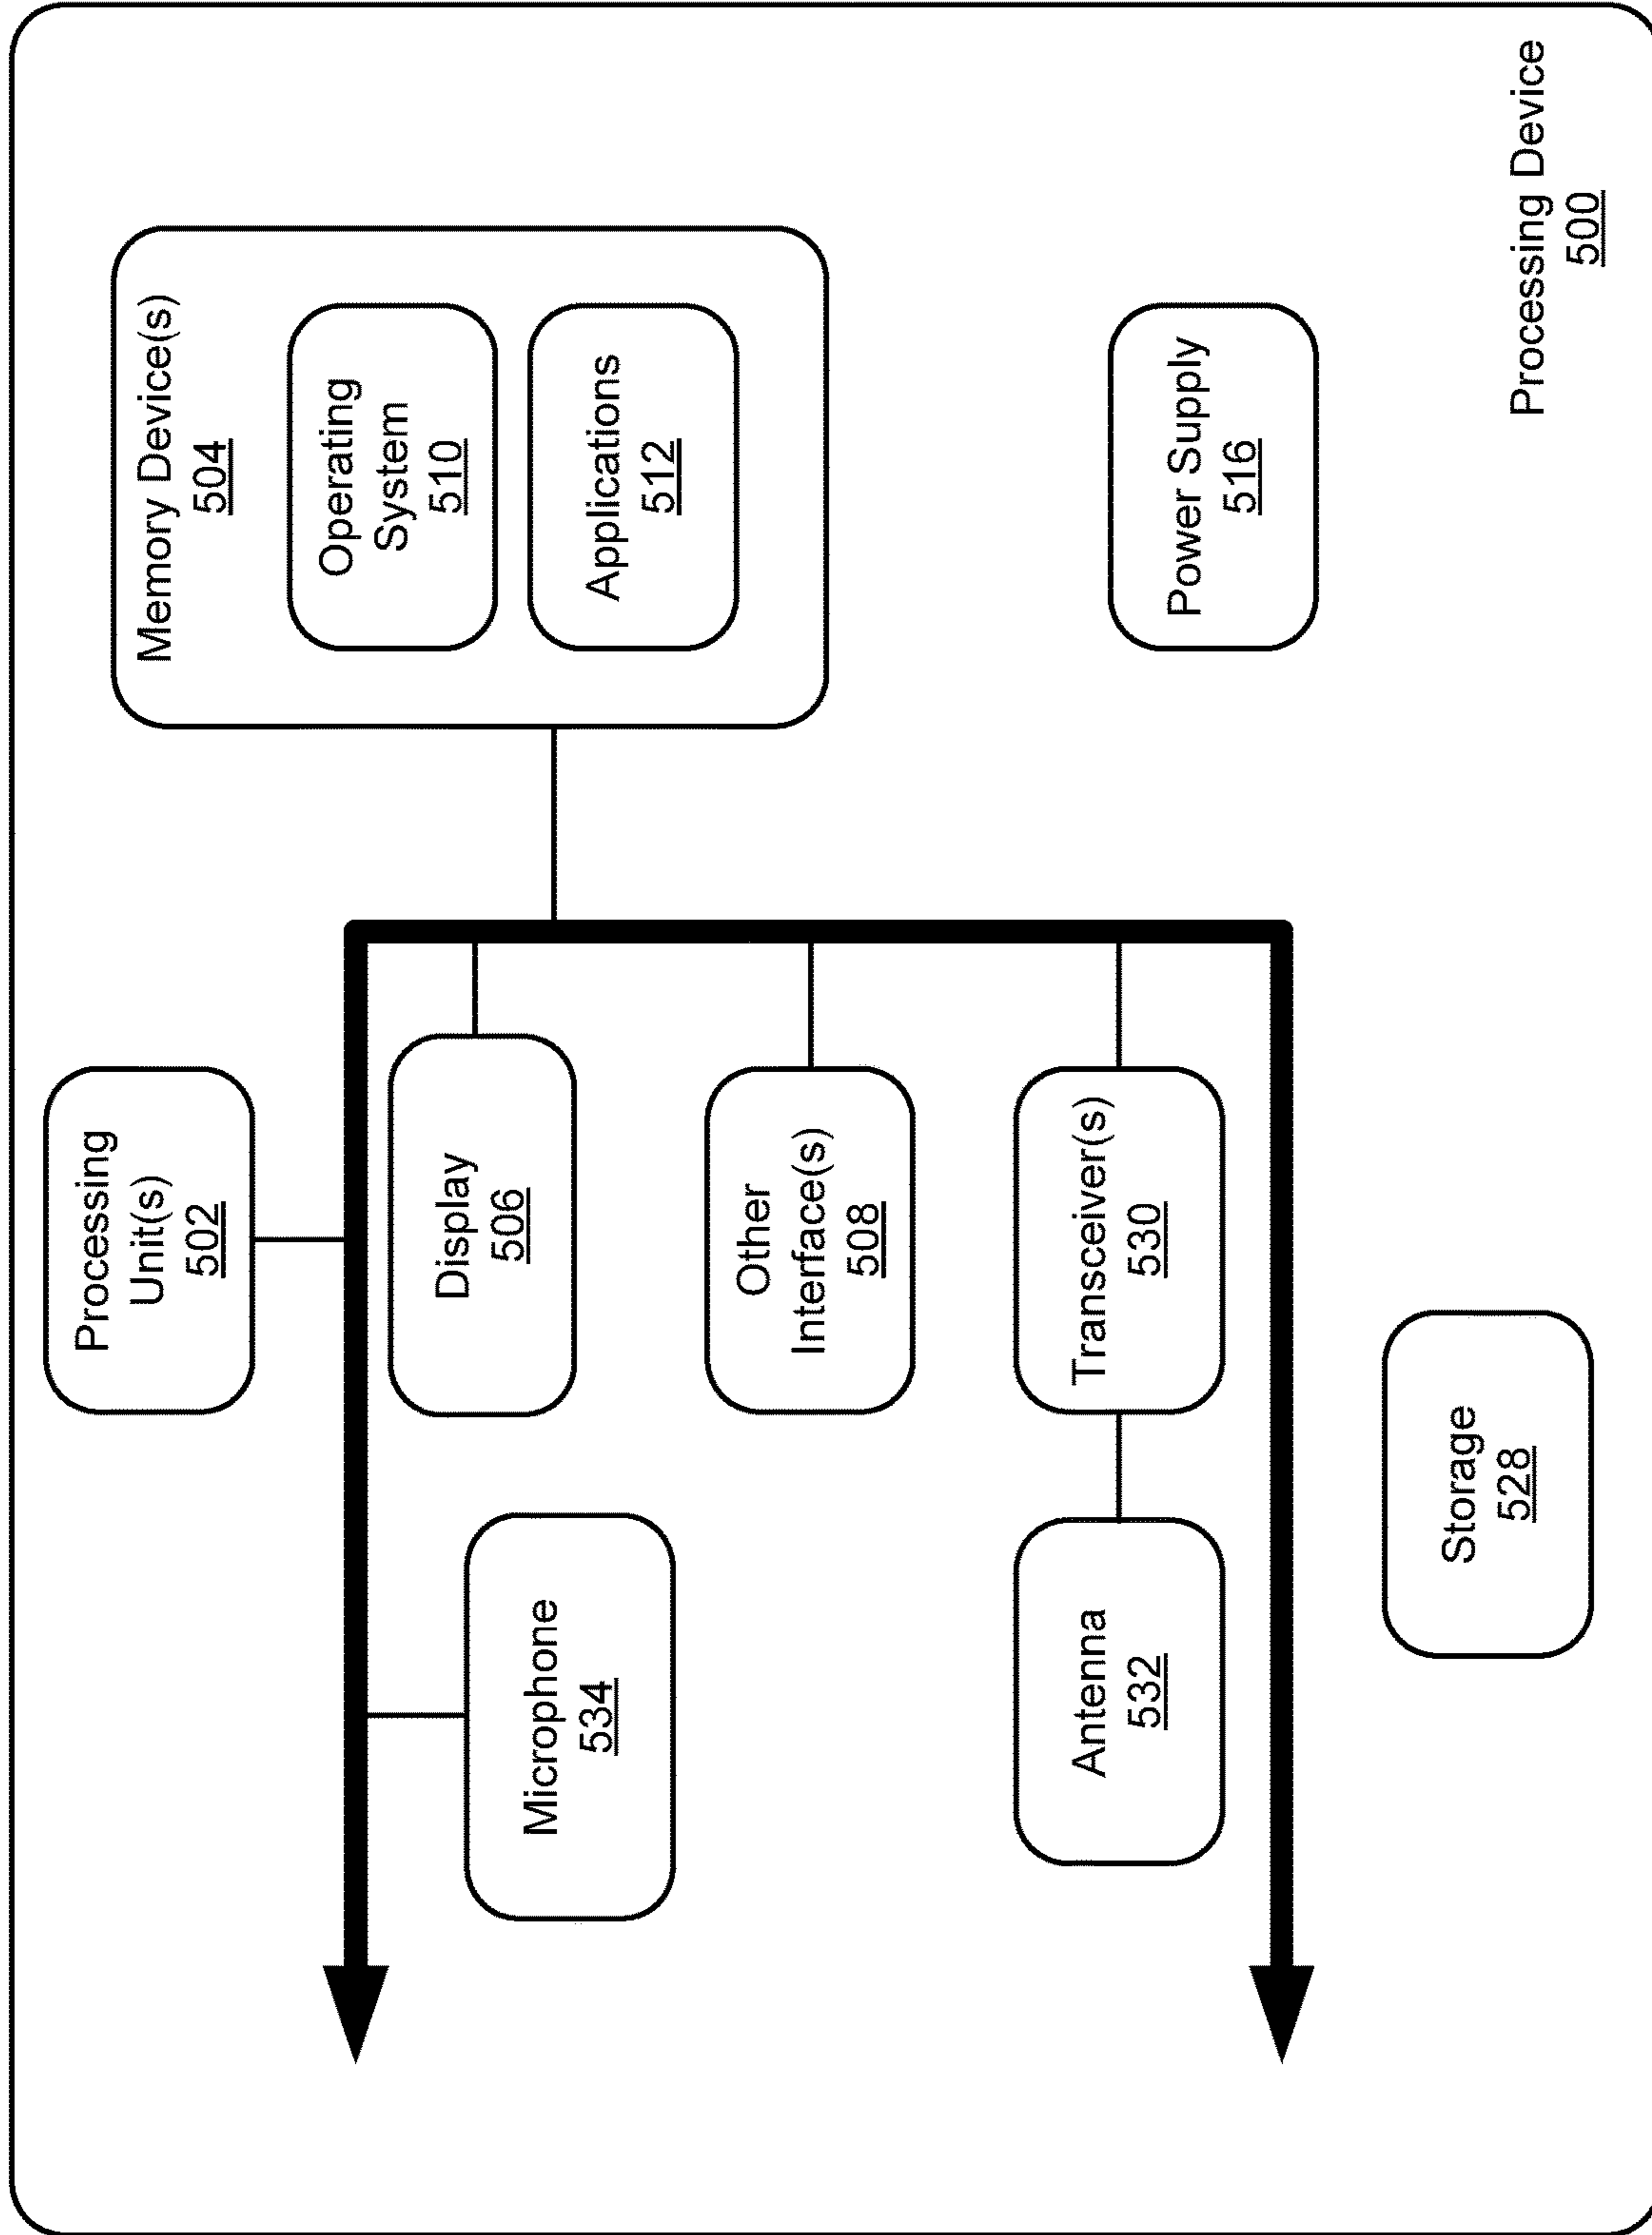 Processing
Unit(s)
502
Memory Device(s)
504
Operating
System
510
Applications
512
Display
506
Microphone
534
Other
Interface(s)
508
Transceiver(s)
530
Antenna
532
Power Supply
516
Storage
528
Processing Device
500